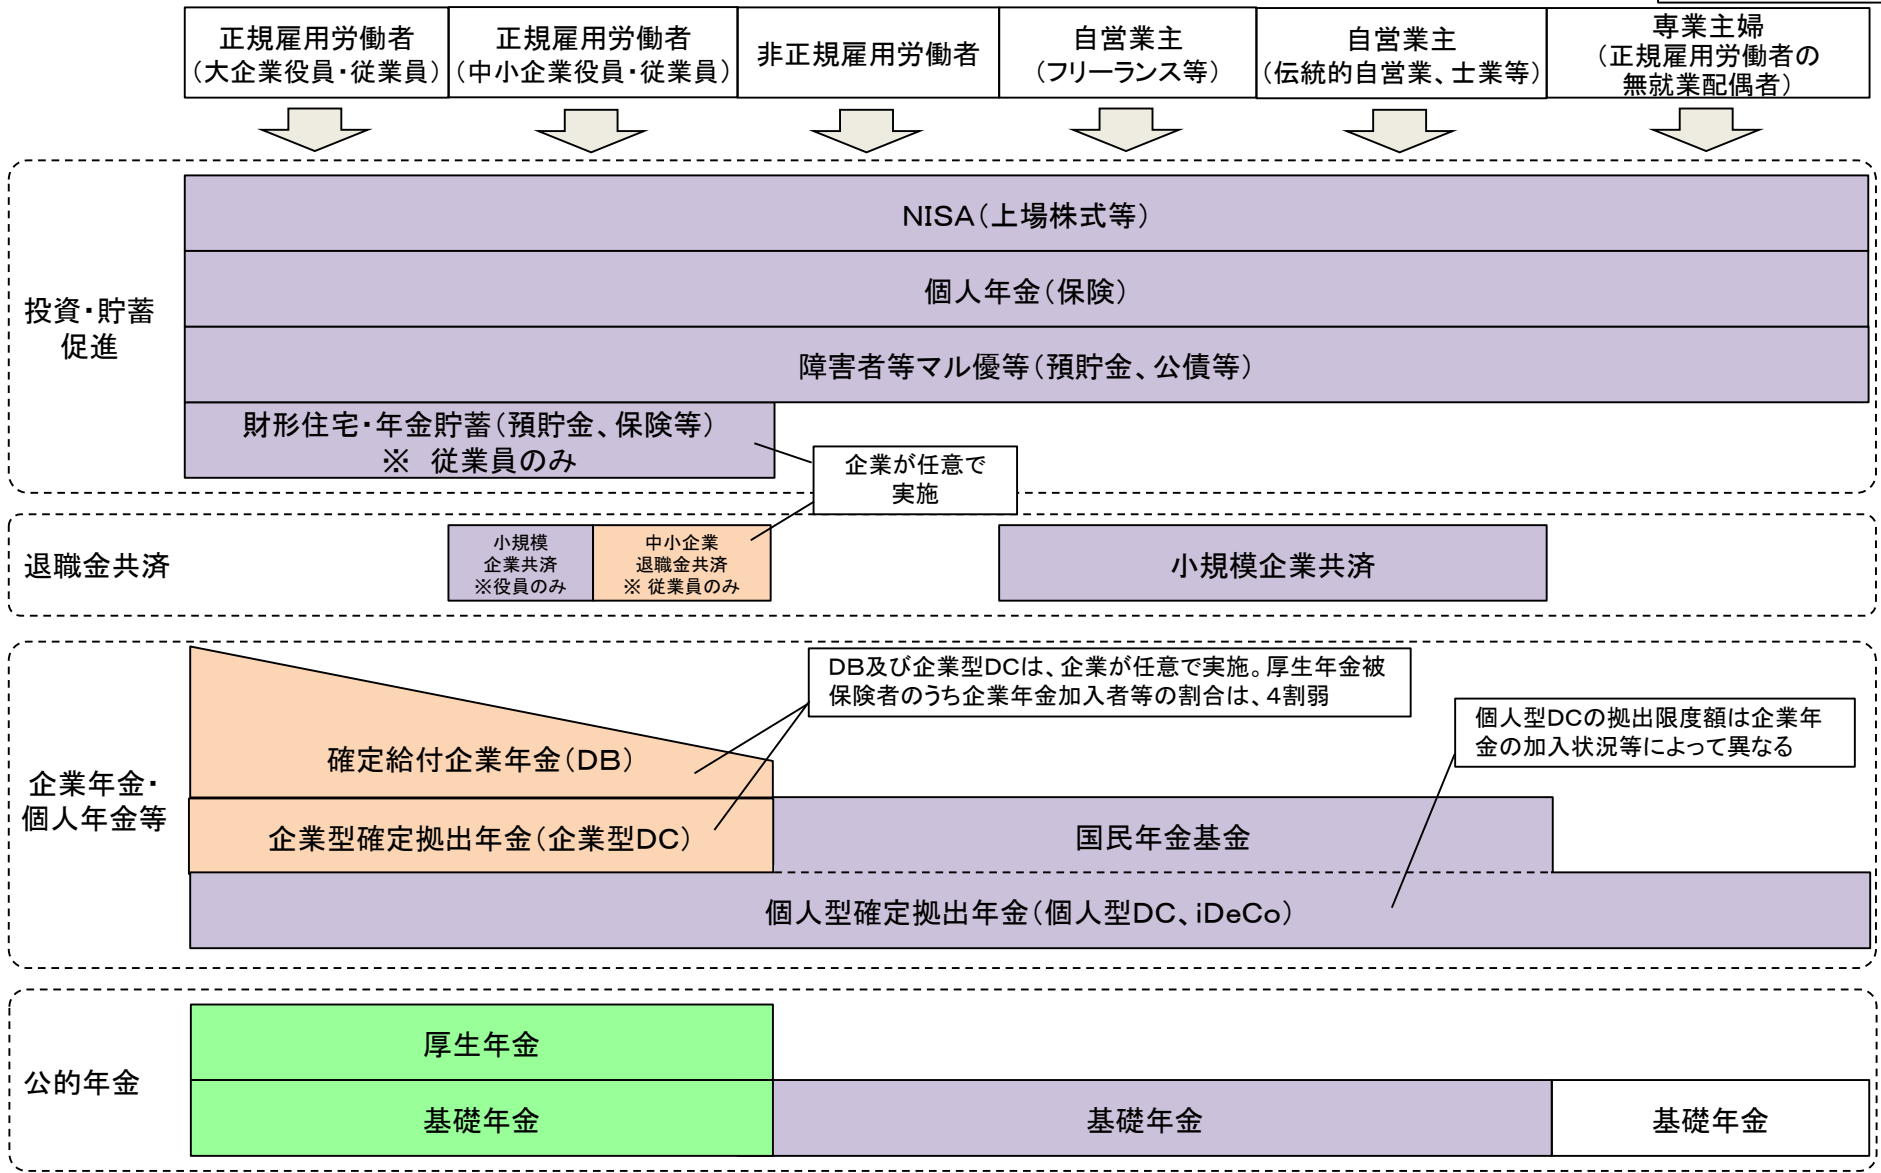 正規雇用労働者
（大企業役員・従業員）
正規雇用労働者
（中小企業役員・従業員）
非正規雇用労働者
自営業主
（フリーランス等）
自営業主
（伝統的自営業、士業等）
専業主婦
（正規雇用労働者の
無就業配偶者）
投資・貯蓄
促進
NISA（上場株式等）
個人年金（保険）
障害者等マル優等（預貯金、公債等）
財形住宅・年金貯蓄（預貯金、保険等）
※ 従業員のみ
企業が任意で
実施
退職金共済
小規模
企業共済
※役員のみ
中小企業
退職金共済
※ 従業員のみ
小規模企業共済
企業年金・
個人年金等
DB及び企業型DCは、企業が任意で実施。厚生年金被
保険者のうち企業年金加入者等の割合は、4割弱
個人型DCの拠出限度額は企業年
金の加入状況等によって異なる
確定給付企業年金（DB）
企業型確定拠出年金（企業型DC）
国民年金基金
個人型確定拠出年金（個人型DC、iDeCo）
公的年金
厚生年金
基礎年金
基礎年金
基礎年金